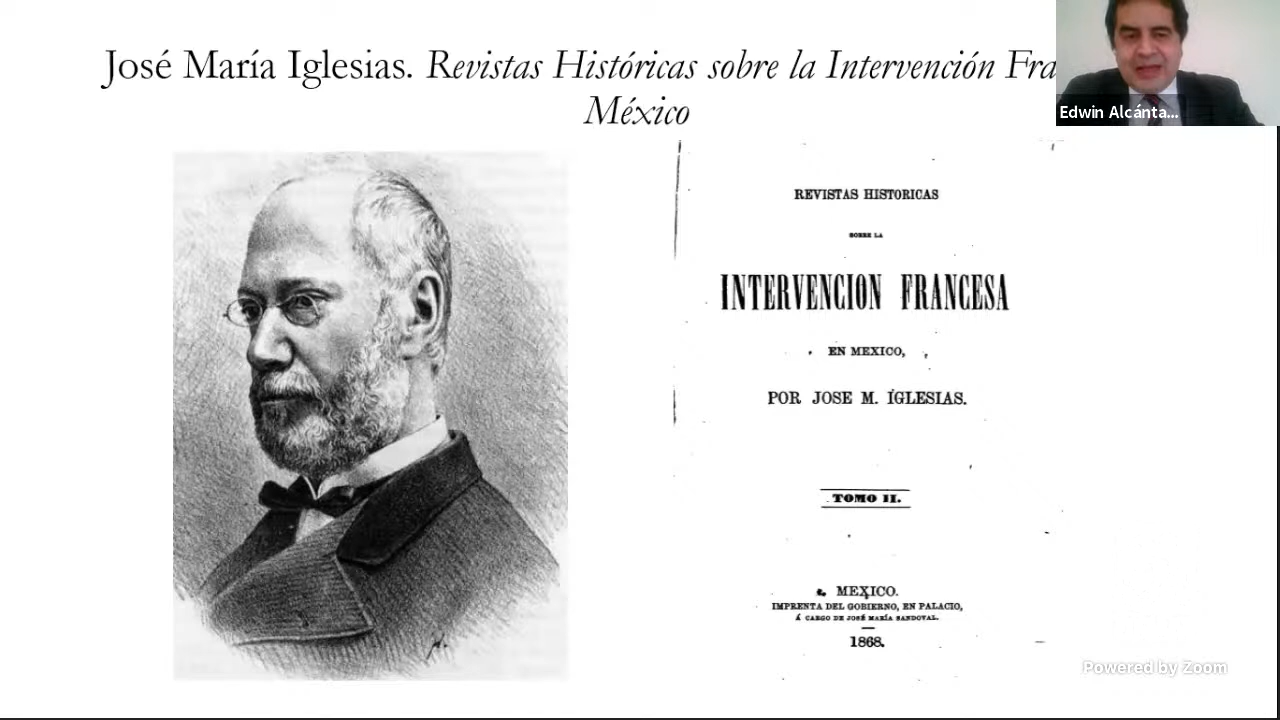 José María Iglesias. Revistas Históricas sobre la Intervención Fra
México
Edwin Alcánta...
REVISTAS HISTORICAS
SOBRE LA
INTERVENCION FRANCESA
EN MEXICO,
POR JOSE M. ÍGLESIAS.
TOMO II.
MEXICO.
IMPRENTA DEL GOBIERNO, EN PALACIO,
Á CARGO DE JOSÉ MARÍA SANDOVAL.
1868.
Powered by Zoom